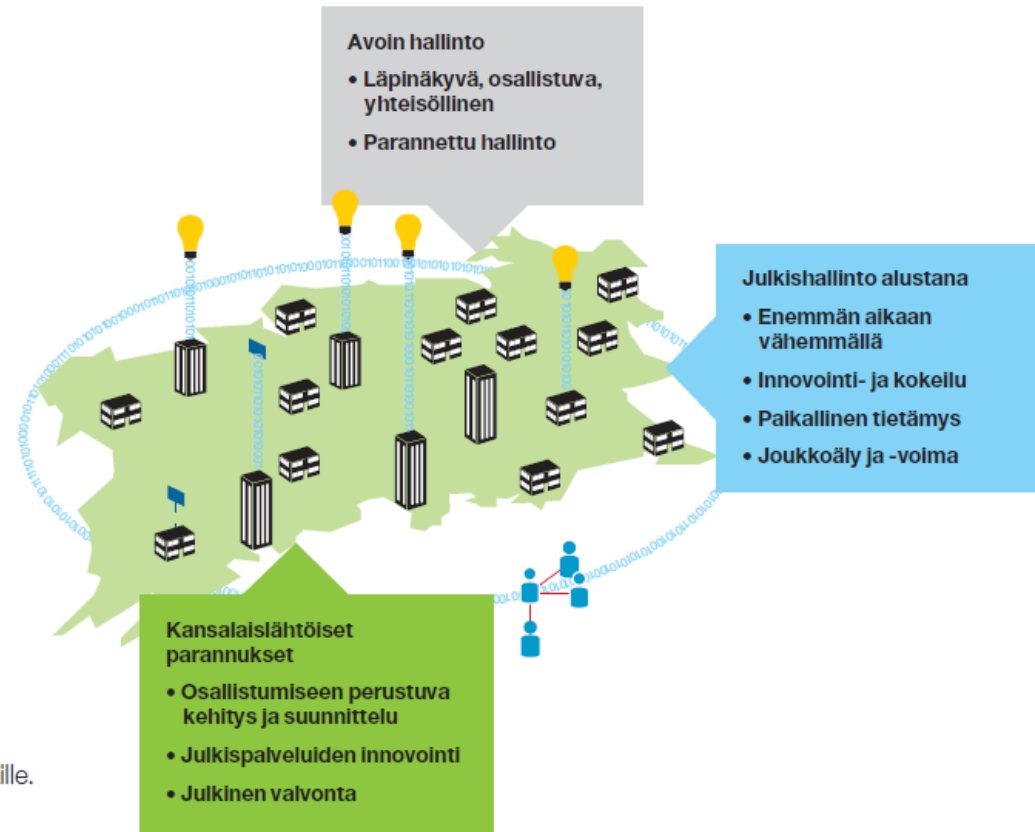 Avoin hallinto
• Läpinäkyvä, osallistuva,
yhteisöllinen
• Parannettu hallinto
Julkishallinto alustana
• Enemmän aikaan
vähemmällä
• Innovointi- ja kokeilu
• Paikallinen tietämys
• Joukkoäly ja -voima
Kansalaislähtöiset
parannukset
• Osallistumiseen perustuva
kehitys ja suunnittelu
• Julkispalveluiden innovointi
• Julkinen valvonta
ille.